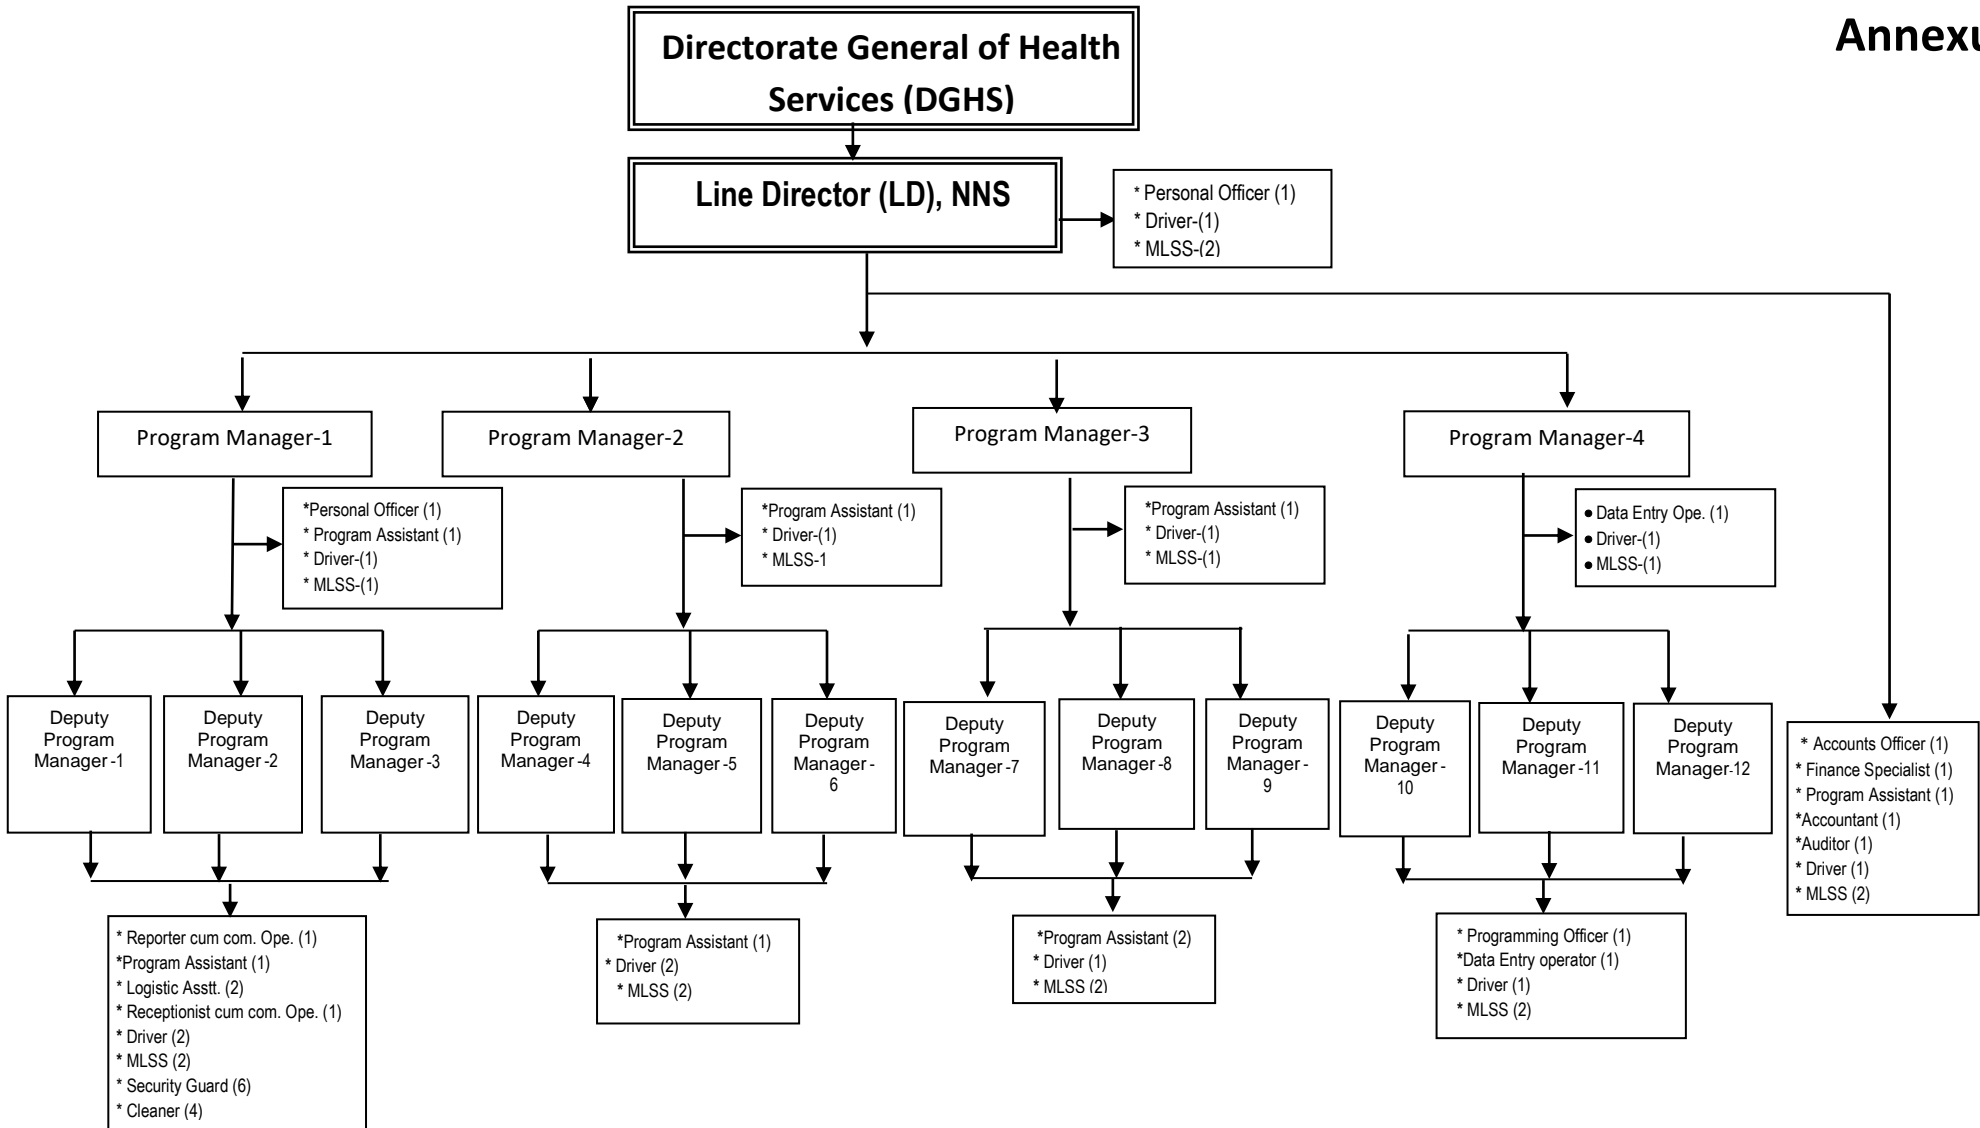 Directorate General of Health
Services (DGHS)
Line Director (LD), NNS
* Personal Officer (1)
* Driver-(1)
* MLSS-(2)
Program Manager-1
Program Manager-2
Program Manager-3
Program Manager-4
*Personal Officer (1)
* Program Assistant (1)
* Driver-(1)
* MLSS-(1)
*Program Assistant (1)
* Driver-(1)
* MLSS-1
*Program Assistant (1)
* Driver-(1)
* MLSS-(1)
● Data Entry Ope. (1)
● Driver-(1)
● MLSS-(1)
Deputy
Program
Manager -1
Deputy
Program
Manager -2
Deputy
Program
Manager -3
Deputy
Program
Manager -4
Deputy
Program
Manager -5
Deputy
Program
Manager -
6
Deputy
Program
Manager -7
Deputy
Program
Manager -8
Deputy
Program
Manager -
9
Deputy
Program
Manager -
10
Deputy
Program
Manager -11
Deputy
Program
Manager-12
* Accounts Officer (1)
* Finance Specialist (1)
* Program Assistant (1)
*Accountant (1)
*Auditor (1)
* Driver (1)
* MLSS (2)
* Reporter cum com. Ope. (1)
*Program Assistant (1)
* Logistic Asstt. (2)
* Receptionist cum com. Ope. (1)
* Driver (2)
* MLSS (2)
* Security Guard (6)
* Cleaner (4)
*Program Assistant (1)
* Driver (2)
* MLSS (2)
*Program Assistant (2)
* Driver (1)
* MLSS (2)
* Programming Officer (1)
*Data Entry operator (1)
* Driver (1)
* MLSS (2)